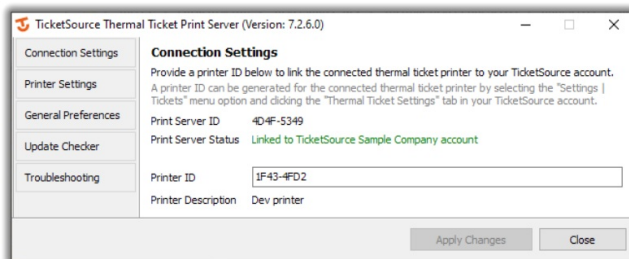 TicketSource Thermal Ticket Print Server (Version: 7.2.6.0)
Connection Settings
Printer Settings
General Preferences
Update Checker
Troubleshooting
Connection Settings
Provide a printer ID below to link the connected thermal ticket printer to your TicketSource account.
A printer ID can be generated for the connected thermal ticket printer by selecting the "Settings |
Tickets" menu option and clicking the "Thermal Ticket Settings" tab in your TicketSource account.
Print Server ID 4D4F-5349
Print Server Status Linked to TicketSource Sample Company account
Printer ID 1F43-4FD2
Printer Description Dev printer
Apply Changes Close